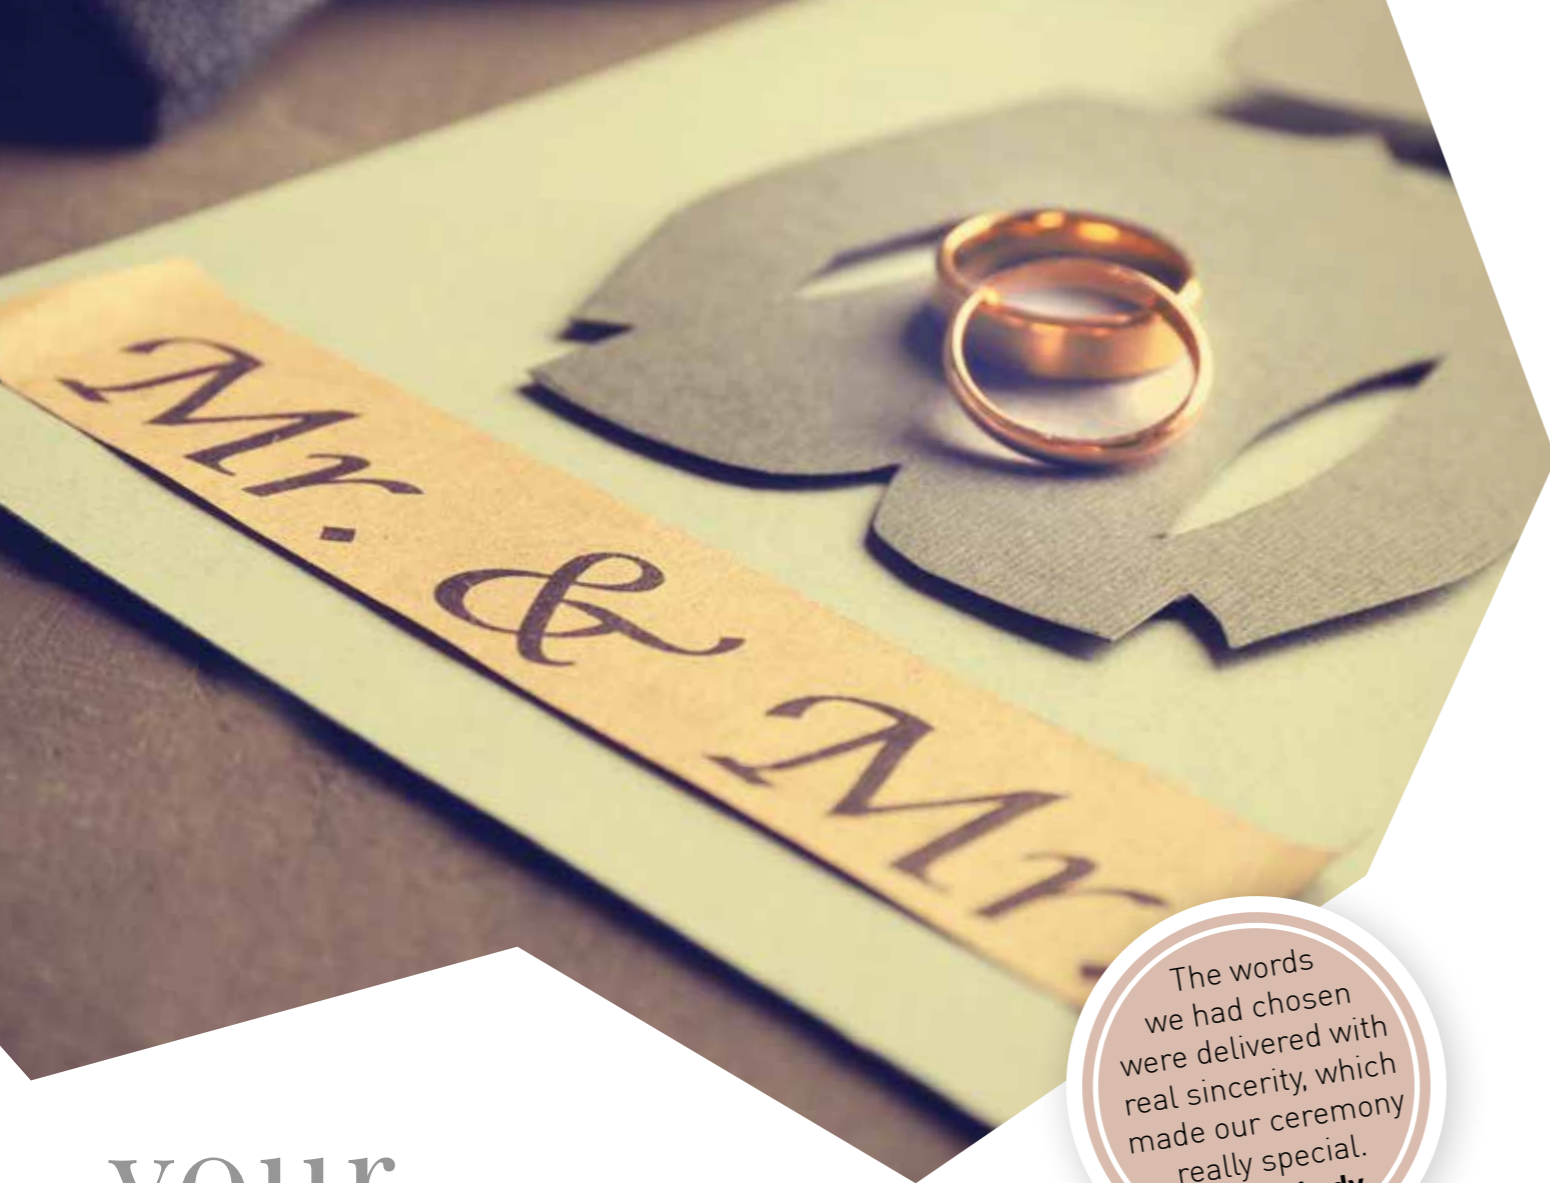 Mr. & Mr.
The words
we had chosen
were delivered with
real sincerity, which
made our ceremony
really special.
your